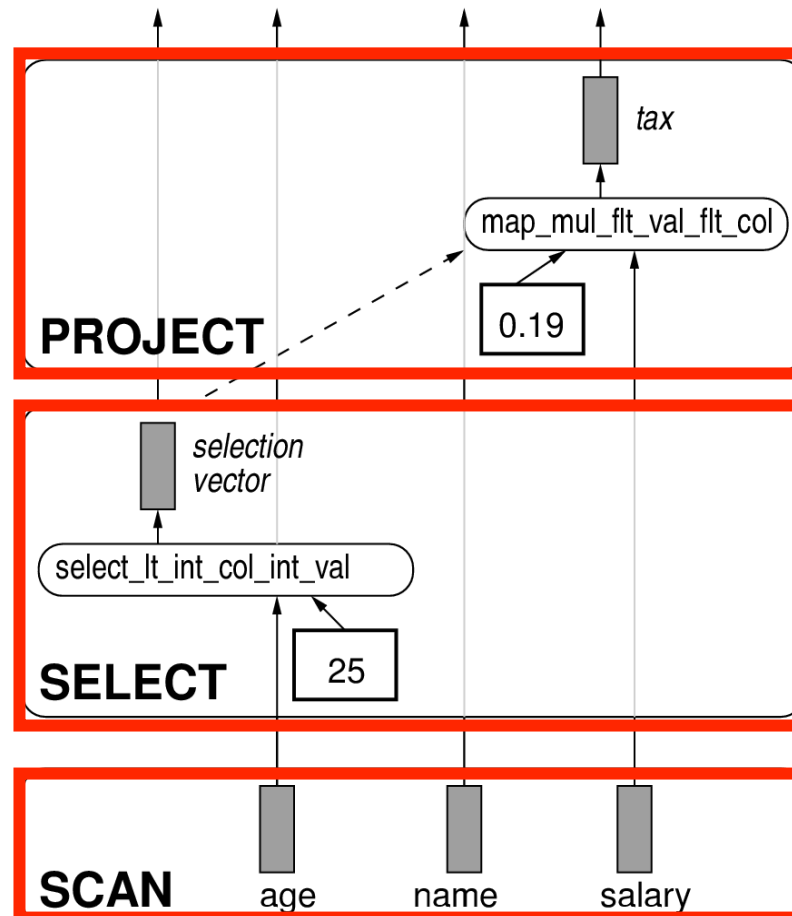 tax
map_mul_flt_val_flt_col
0.19
PROJECT
selection
vector
select_lt_int_col_int_val
25
SELECT
SCAN
age
name
salary